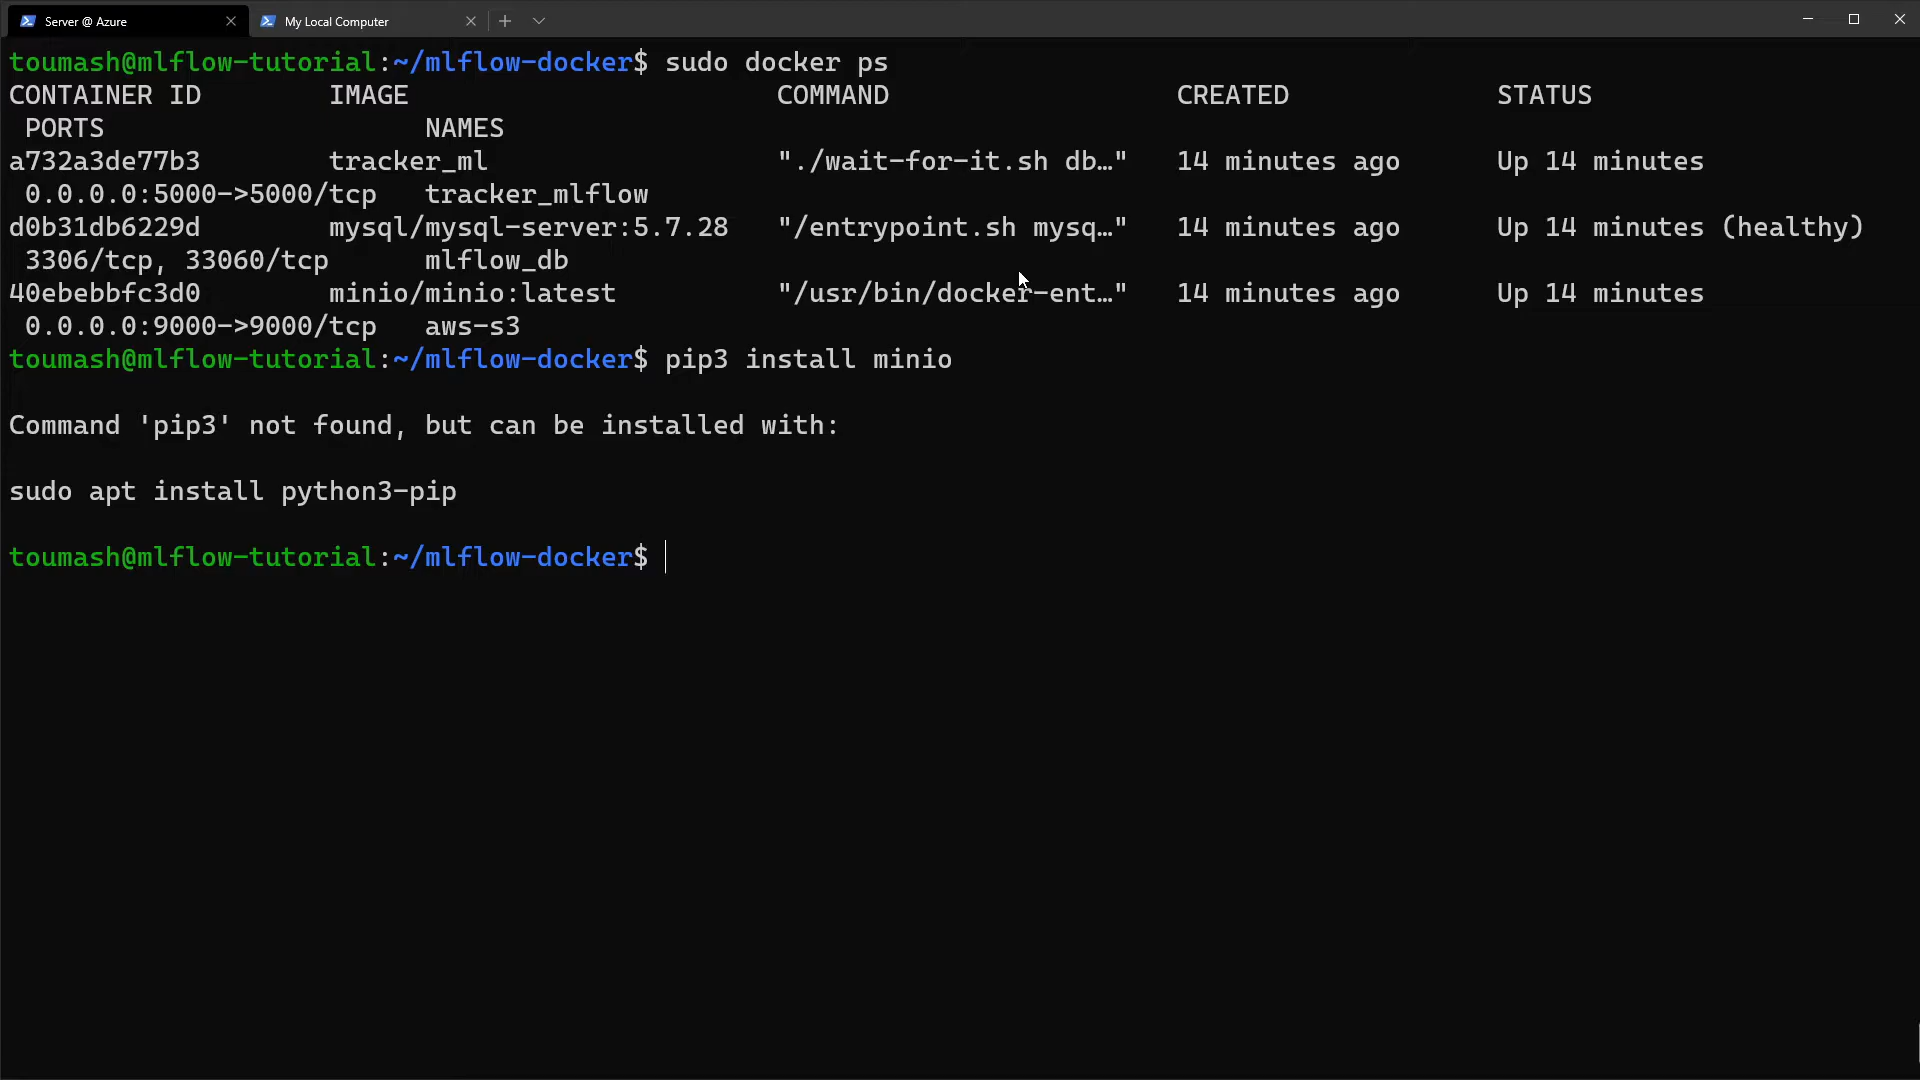 Server @ Azure
My Local Computer
toumash@mlflow-tutorial:~/mlflow-docker$ sudo docker ps
CONTAINER ID        IMAGE                       COMMAND                  CREATED             STATUS
 PORTS                    NAMES
a732a3de77b3        tracker_ml                  "./wait-for-it.sh db…"   14 minutes ago      Up 14 minutes
 0.0.0.0:5000->5000/tcp   tracker_mlflow
d0b31db6229d        mysql/mysql-server:5.7.28   "/entrypoint.sh mysq…"   14 minutes ago      Up 14 minutes (healthy)
 3306/tcp, 33060/tcp      mlflow_db
40ebebbfc3d0        minio/minio:latest          "/usr/bin/docker-ent…"   14 minutes ago      Up 14 minutes
 0.0.0.0:9000->9000/tcp   aws-s3
toumash@mlflow-tutorial:~/mlflow-docker$ pip3 install minio
Command 'pip3' not found, but can be installed with:
sudo apt install python3-pip
toumash@mlflow-tutorial:~/mlflow-docker$